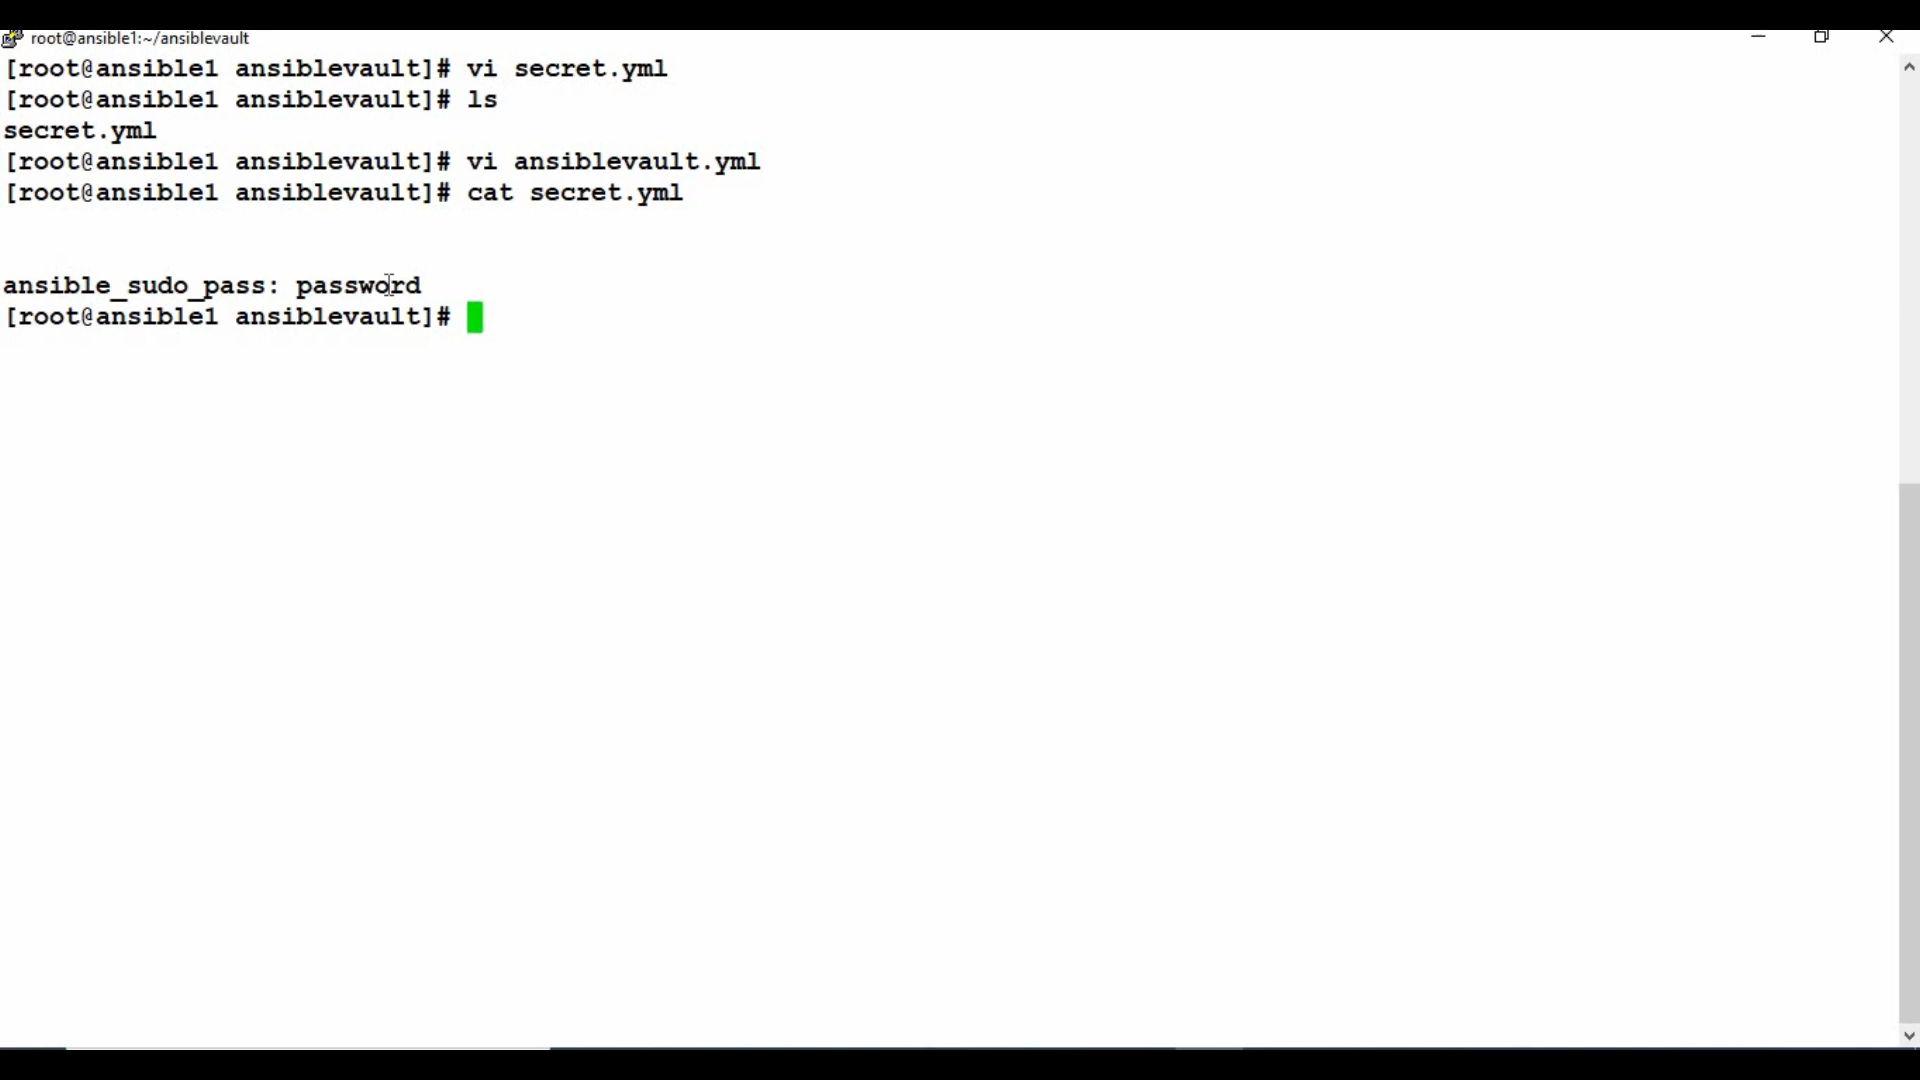 root@ansible1:~/ansiblevault
[root@ansible1 ansiblevault]# vi secret.yml
[root@ansible1 ansiblevault]# ls
secret.yml
[root@ansible1 ansiblevault]# vi ansiblevault.yml
[root@ansible1 ansiblevault]# cat secret.yml
ansible_sudo_pass: password
[root@ansible1 ansiblevault]#